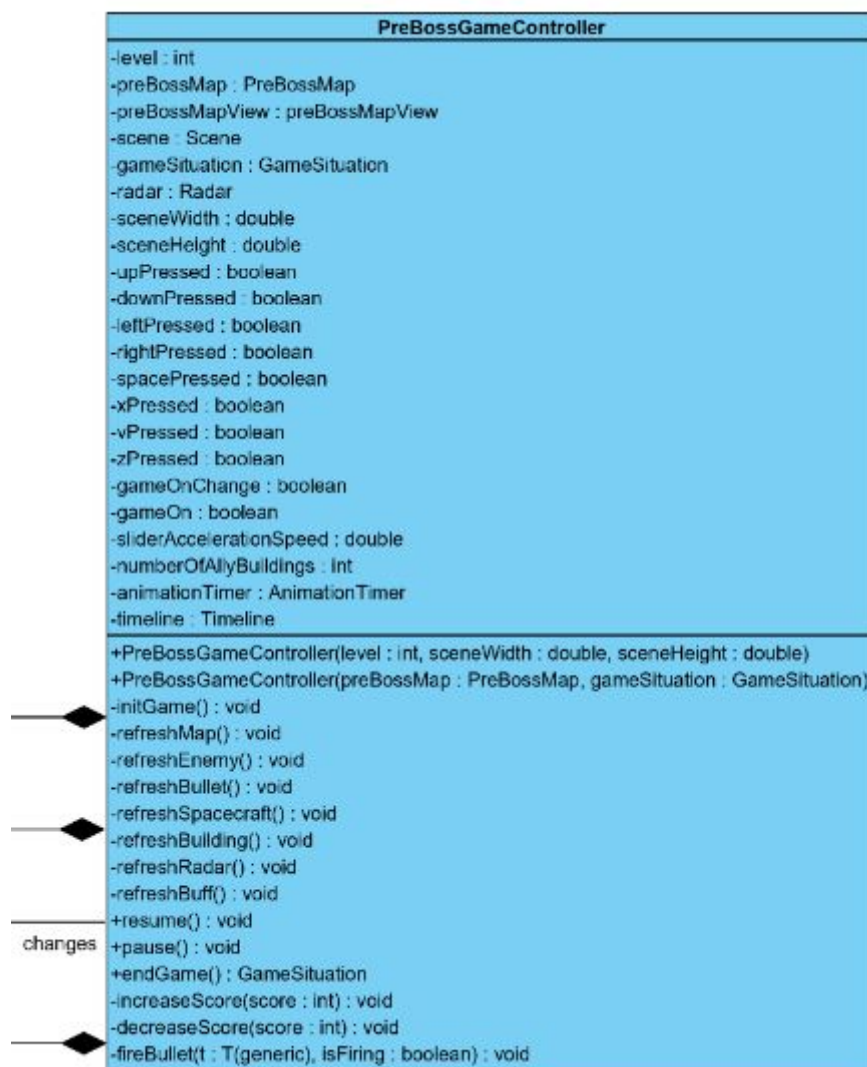 PreBossGameController
-level : int
-preBossMap : PreBossMap
-preBossMapView : preBossMapView
-scene : Scene
-gameSituation : GameSituation
-radar : Radar
-sceneWidth : double
-sceneHeight : double
-upPressed : boolean
-downPressed : boolean
-leftPressed : boolean
-rightPressed : boolean
-spacePressed : boolean
-xPressed : boolean
-vPressed : boolean
-zPressed : boolean
-gameOnChange : boolean
-gameOn : boolean
-sliderAccelerationSpeed : double
-numberOfAllyBuildings : int
-animationTimer : AnimationTimer
-timeline : Timeline
+PreBossGameController(level : int, sceneWidth : double, sceneHeight : double)
+PreBossGameController(preBossMap : PreBossMap, gameSituation : GameSituation)
-initGame() : void
-refreshMap() : void
-refreshEnemy() : void
-refreshBullet() : void
-refreshSpacecraft() : void
-refreshBuilding() : void
-refreshRadar() : void
-refreshBuff() : void
+resume() : void
changes
+pause() : void
+endGame() : GameSituation
-increaseScore(score : int) : void
-decreaseScore(score : int) : void
-fireBullet(t : T(generic), isFiring : boolean) : void